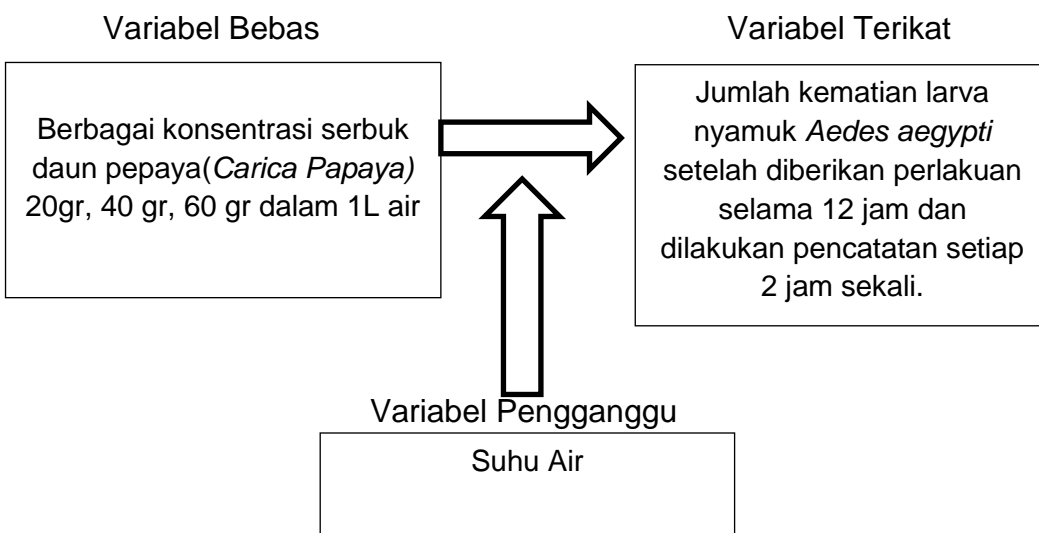 Variabel Bebas
Berbagai konsentrasi serbuk
daun pepaya(Carica Papaya)
20gr, 40 gr, 60 gr dalam 1L air
Variabel Terikat
Jumlah kematian larva
nyamuk Aedes aegypti
setelah diberikan perlakuan
selama 12 jam dan
dilakukan pencatatan setiap
2 jam sekali.
Variabel Pengganggu
Suhu Air